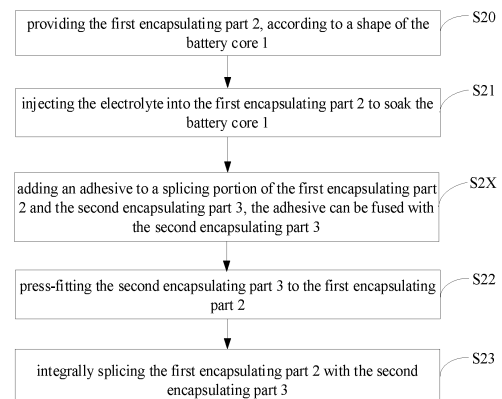 providing the first encapsulating part 2, according to a shape of the
battery core 1
S20
injecting the electrolyte into the first encapsulating part 2 to soak the
battery core 1
S21
adding an adhesive to a splicing portion of the first encapsulating part
2 and the second encapsulating part 3, the adhesive can be fused with
the second encapsulating part 3
S2X
press-fitting the second encapsulating part 3 to the first encapsulating
part 2
S22
integrally splicing the first encapsulating part 2 with the second
encapsulating part 3
S23